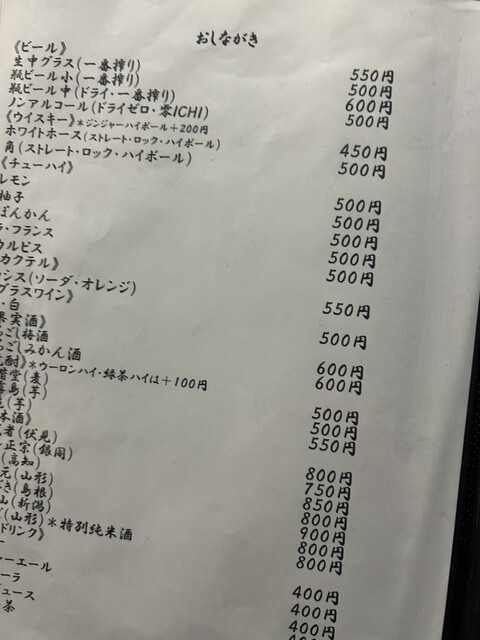 おしながき
《ビール》
生中グラス(一番搾り) 550円
瓶ビール小(一番搾り) 500円
瓶ビール中(ドライ・一番搾り) 600円
ノンアルコール(ドライゼロ・零ICHI) 500円
《ウイスキー》*ジンジャーハイボール+200円
ホワイトホース(ストレート・ロック・ハイボール) 450円
角(ストレート・ロック・ハイボール) 500円
《チューハイ》
レモン 500円
柚子 500円
ぽんかん 500円
ラ・フランス 500円
カルピス 500円
カクテル》
シス(ソーダ・オレンジ) 550円
グラスワイン》
・白 500円
果実酒》
ごし梅酒 600円
ごしみかん酒 600円
酎》*ウーロンハイ・緑茶ハイは+100円
階堂(麦) 500円
霧島(芋) 500円
(芋) 550円
本酒》
(伏見) 800円
正宗(銀閣) 750円
(高知) 850円
(山形) 800円
(島根) 900円
山(新潟) 800円
(山形)*特別純米酒 800円
ドリンク》
ー 400円
ャーエール 400円
ーラ 400円
ュース
茶